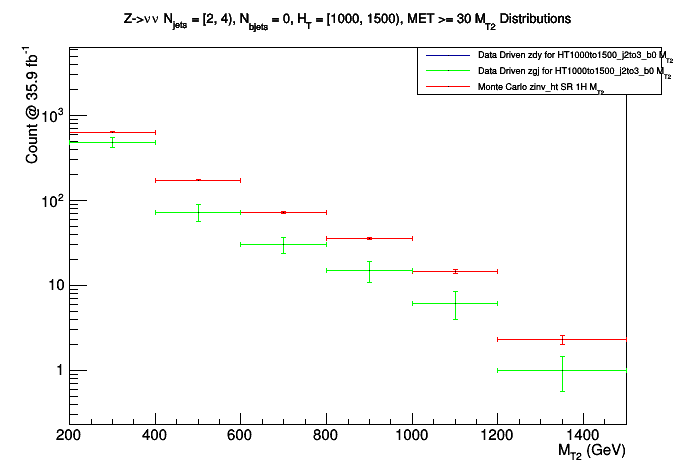 Z->νν N_jets = [2, 4), N_bjets = 0, H_T = [1000, 1500), MET >= 30 M_T2 Distributions
Data Driven zdy for HT1000to1500_j2to3_b0 M_T2
Data Driven zgj for HT1000to1500_j2to3_b0 M_T2
Monte Carlo zinv_ht SR 1H M_T2
Count @ 35.9 fb^-1
10^3
10^2
10
1
200 400 600 800 1000 1200 1400
M_T2 (GeV)